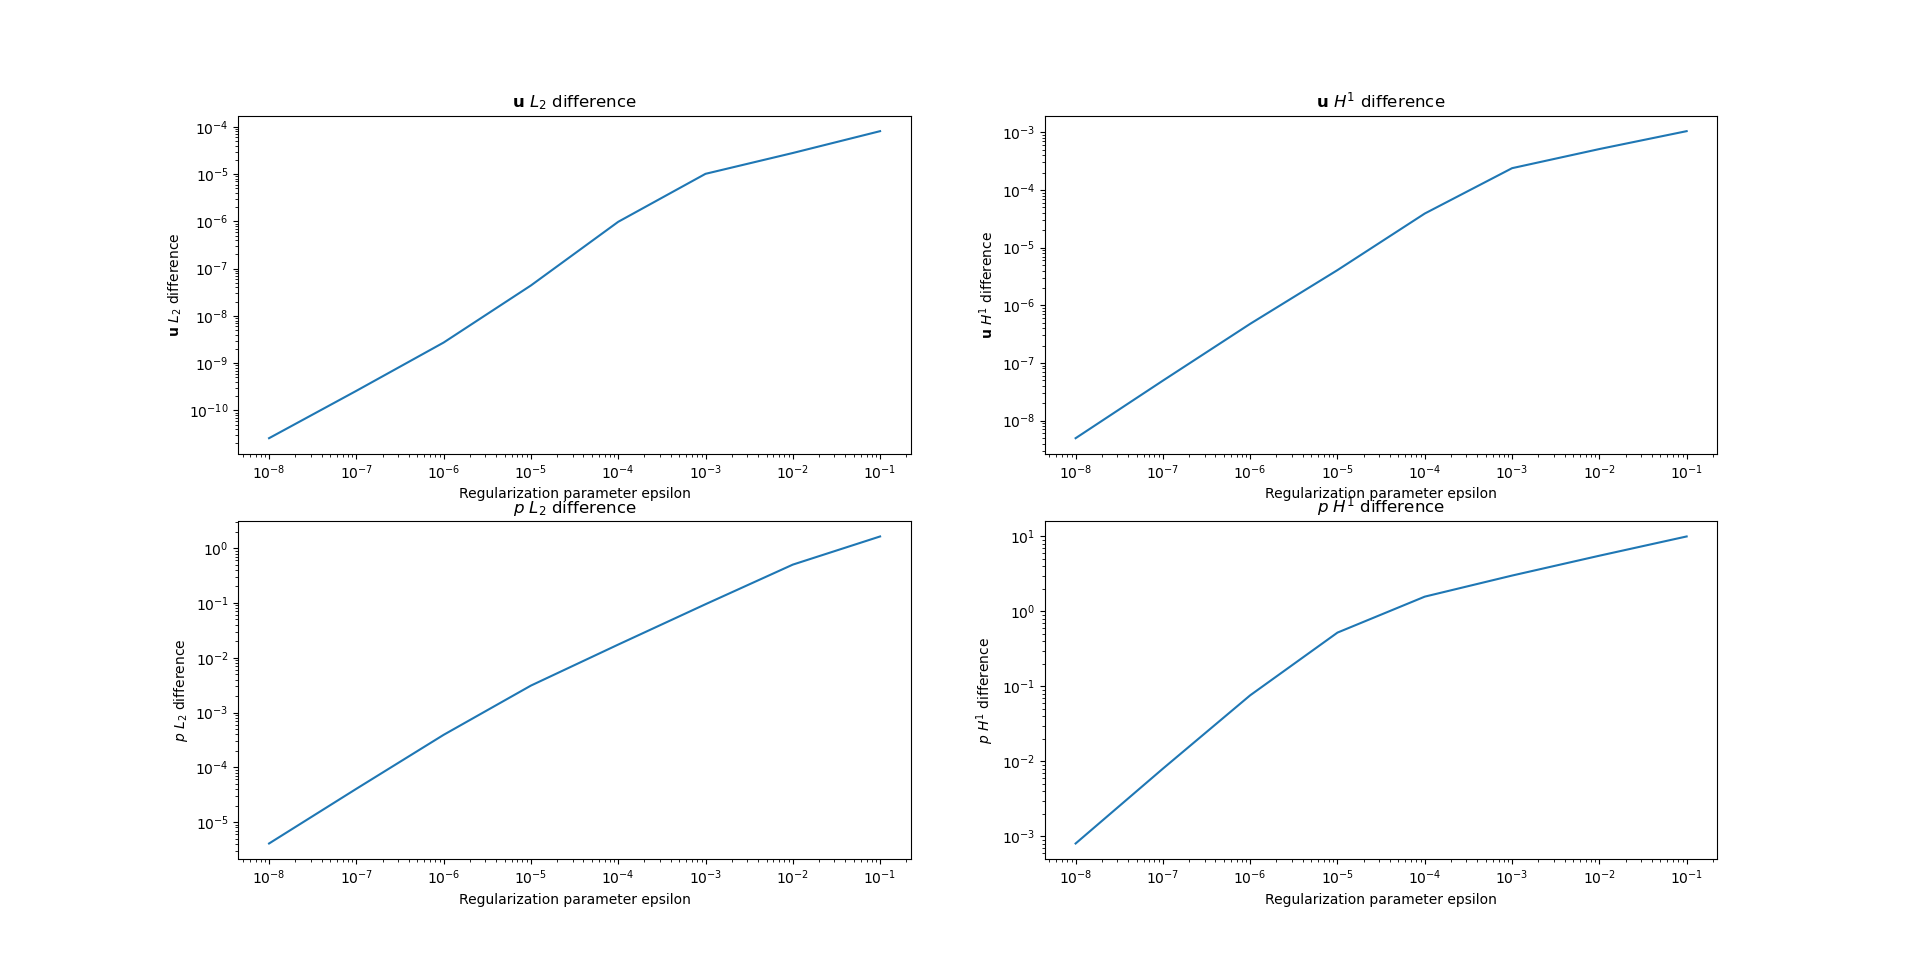 u L₂ difference
u L₂ difference
10⁻⁴
10⁻⁵
10⁻⁶
10⁻⁷
10⁻⁸
10⁻⁹
10⁻¹⁰
10⁻⁸ 10⁻⁷ 10⁻⁶ 10⁻⁵ 10⁻⁴ 10⁻³ 10⁻² 10⁻¹
Regularization parameter epsilon
u H¹ difference
u H¹ difference
10⁻³
10⁻⁴
10⁻⁵
10⁻⁶
10⁻⁷
10⁻⁸
10⁻⁸ 10⁻⁷ 10⁻⁶ 10⁻⁵ 10⁻⁴ 10⁻³ 10⁻² 10⁻¹
Regularization parameter epsilon
p L₂ difference
p L₂ difference
10⁰
10⁻¹
10⁻²
10⁻³
10⁻⁴
10⁻⁵
10⁻⁸ 10⁻⁷ 10⁻⁶ 10⁻⁵ 10⁻⁴ 10⁻³ 10⁻² 10⁻¹
Regularization parameter epsilon
p H¹ difference
p H¹ difference
10¹
10⁰
10⁻¹
10⁻²
10⁻³
10⁻⁸ 10⁻⁷ 10⁻⁶ 10⁻⁵ 10⁻⁴ 10⁻³ 10⁻² 10⁻¹
Regularization parameter epsilon